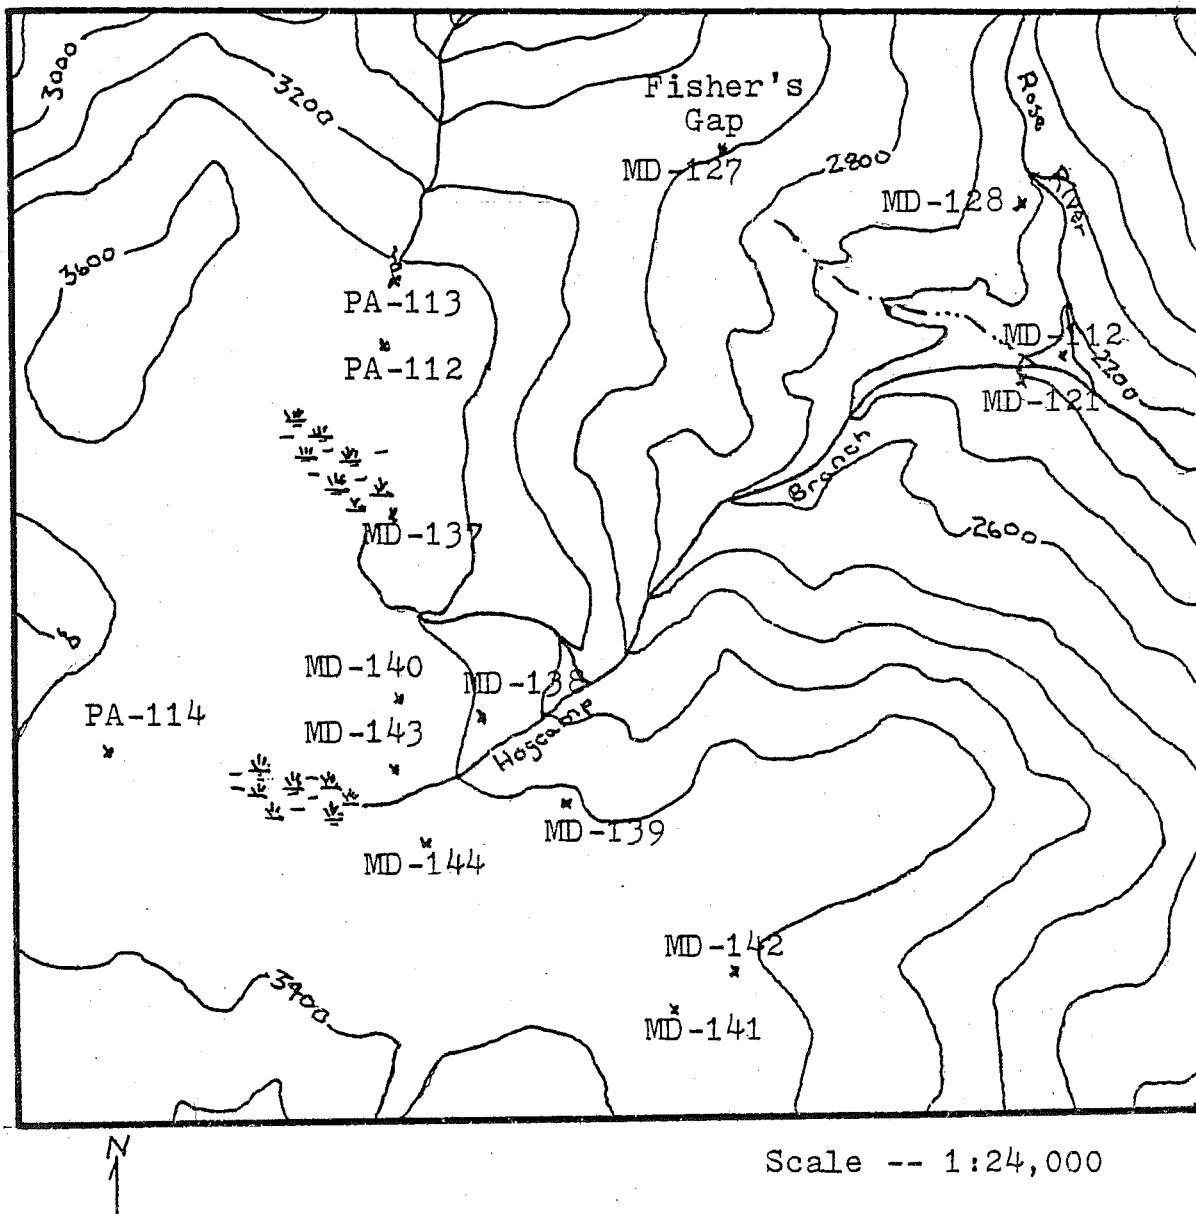 3000
3200
Fisher's
Gap
MD-127
2800
Rose
River
MD-128
3600
PA-113
PA-112
MD-112
2200
MD-121
Branch
MD-137
2600
MD-140
MD-138
PA-114
MD-143
Hogcamp
MD-139
MD-144
MD-142
3400
MD-141
N
Scale -- 1:24,000